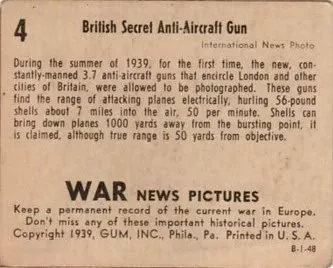 4
British Secret Anti-Aircraft Gun
International News Photo
During the summer of 1939, for the first time, the new, con-
stantly-manned 3.7 anti-aircraft guns that encircle London and other
cities of Britain, were allowed to be photographed. These guns
find the range of attacking planes electrically, hurling 56-pound
shells about 7 miles into the air, 50 per minute. Shells can
bring down planes 1000 yards away from the bursting point, it
is claimed, although true range is 50 yards from objective.
WAR NEWS PICTURES
Keep a permanent record of the current war in Europe.
Don't miss any of these important historical pictures.
Copyright 1939, GUM, INC., Phila., Pa. Printed in U. S. A.
8-1-48